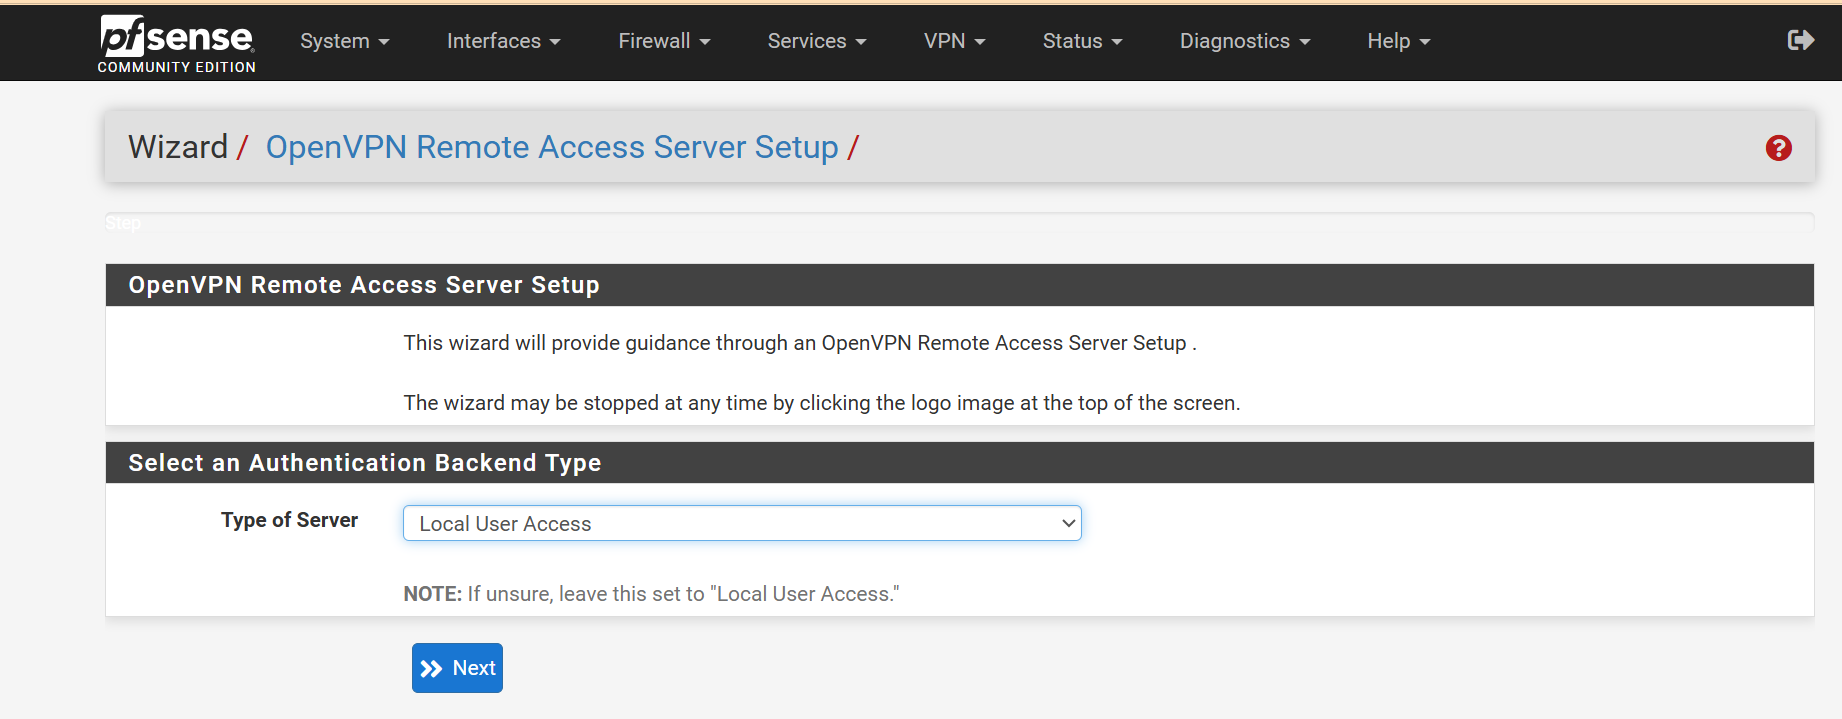 pfsense
COMMUNITY EDITION
System Interfaces Firewall Services VPN Status Diagnostics Help
Wizard / OpenVPN Remote Access Server Setup /
Step
OpenVPN Remote Access Server Setup
This wizard will provide guidance through an OpenVPN Remote Access Server Setup .
The wizard may be stopped at any time by clicking the logo image at the top of the screen.
Select an Authentication Backend Type
Type of Server Local User Access
NOTE: If unsure, leave this set to "Local User Access."
Next